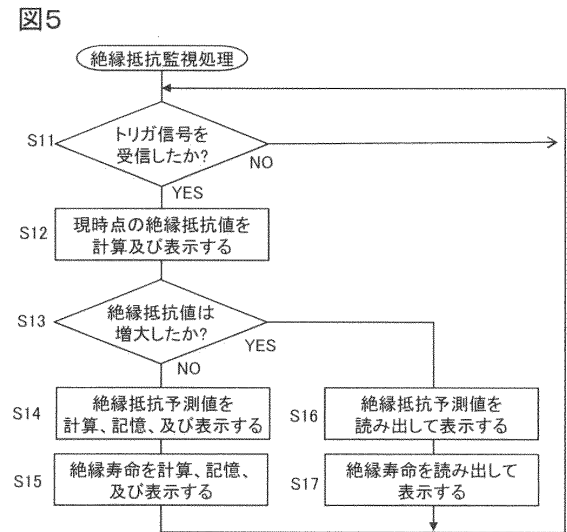 図5
絶縁抵抗監視処理
S11
トリガ信号を
受信したか?
NO
YES
S12
現時点の絶縁抵抗値を
計算及び表示する
S13
絶縁抵抗値は
増大したか?
YES
NO
S14
絶縁抵抗予測値を
計算、記憶、及び表示する
S16
絶縁抵抗予測値を
読み出して表示する
S15
絶縁寿命を計算、記憶、
及び表示する
S17
絶縁寿命を読み出して
表示する